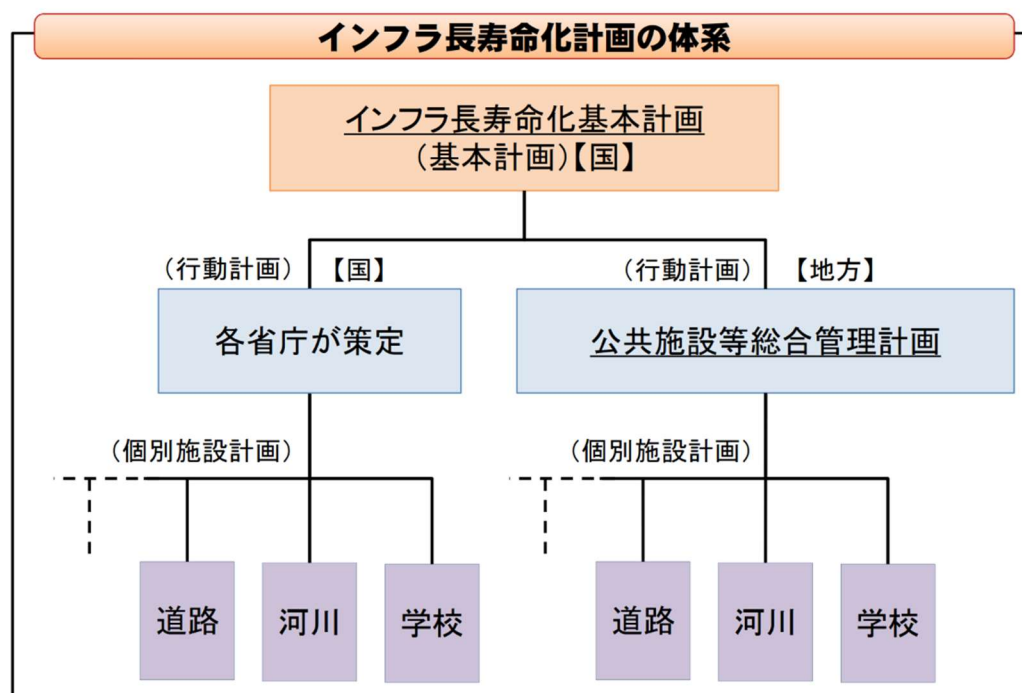 インフラ長寿命化計画の体系
インフラ長寿命化基本計画
(基本計画)【国】
(行動計画) 【国】
各省庁が策定
(行動計画) 【地方】
公共施設等総合管理計画
(個別施設計画)
道路 河川 学校
(個別施設計画)
道路 河川 学校